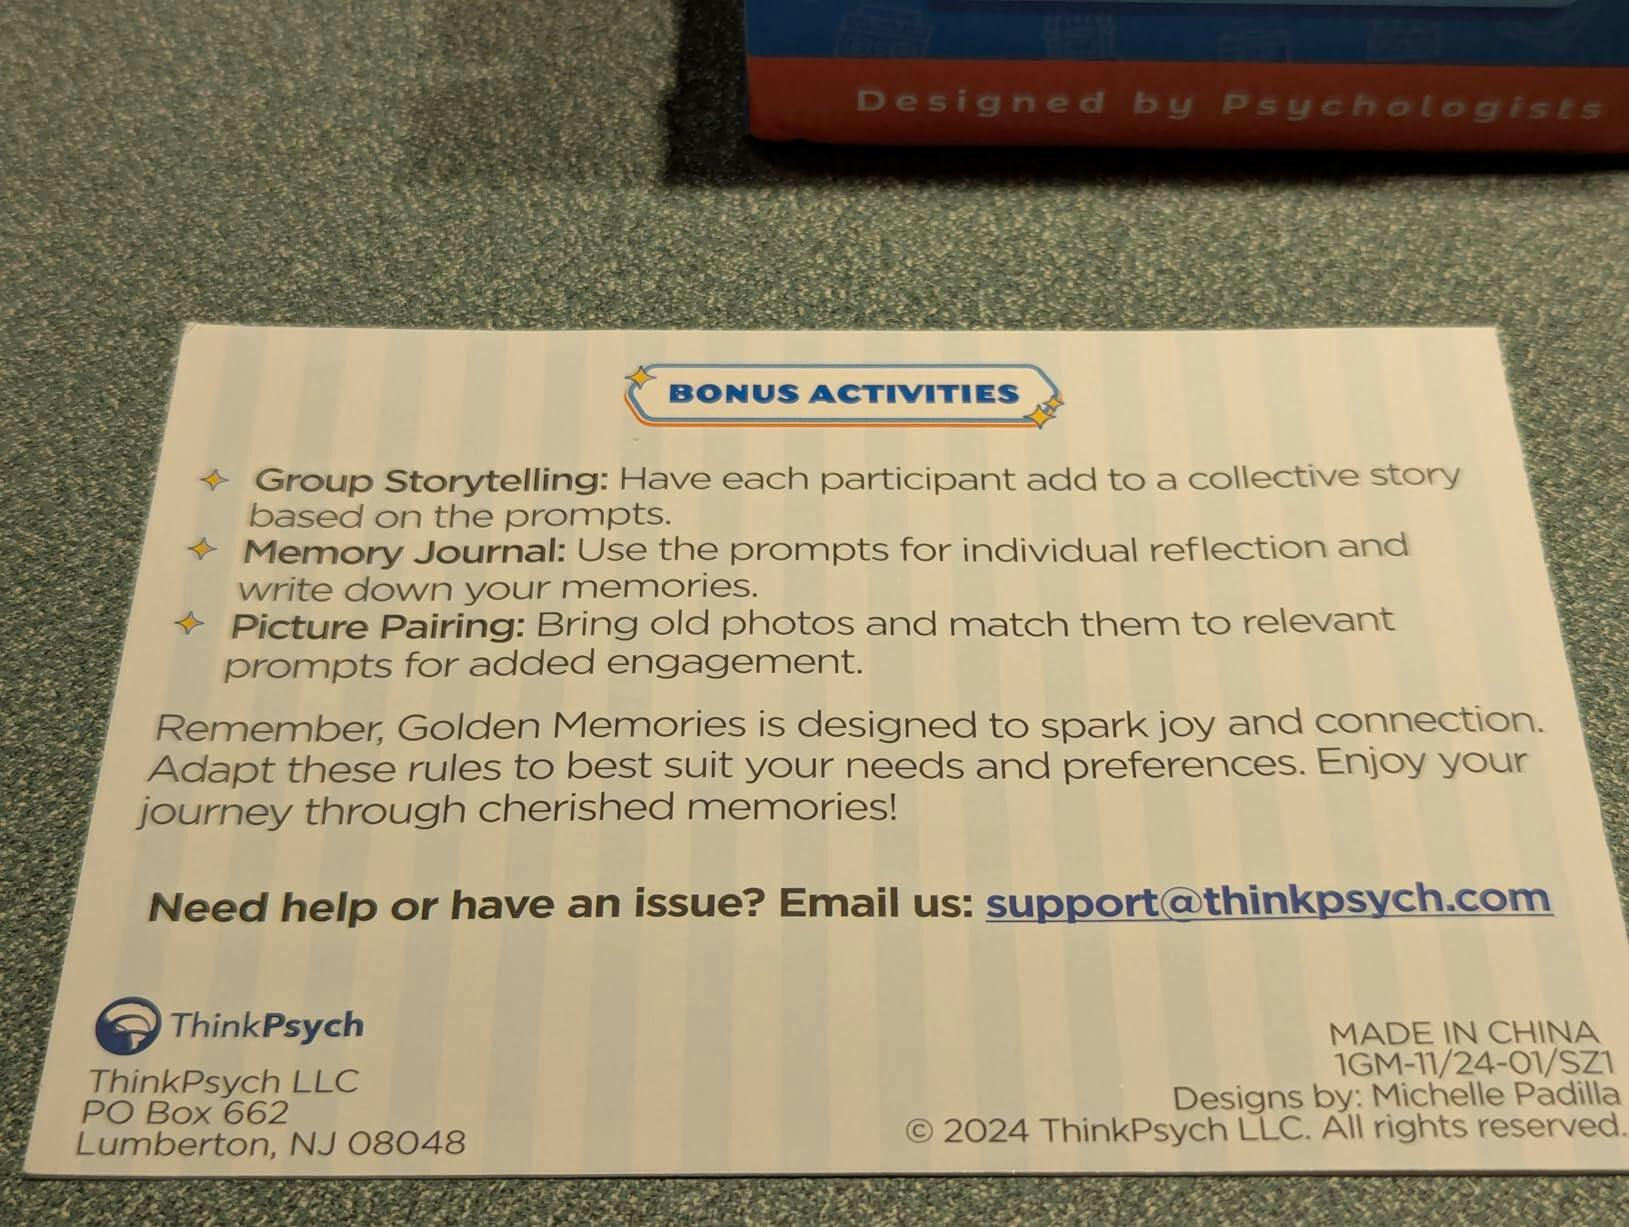 Designed by Psychologists
BONUS ACTIVITIES
Group Storytelling: Have each participant add to a collective story
based on the prompts.
Memory Journal: Use the prompts for individual reflection and
write down your memories.
Picture Pairing: Bring old photos and match them to relevant
prompts for added engagement.
Remember, Golden Memories is designed to spark joy and connection.
Adapt these rules to best suit your needs and preferences. Enjoy your
journey through cherished memories!
Need help or have an issue? Email us: support@thinkpsych.com
ThinkPsych
ThinkPsych LLC
PO Box 662
Lumberton, NJ 08048
MADE IN CHINA
1GM-11/24-01/SZ1
Designs by: Michelle Padilla
© 2024 ThinkPsych LLC. All rights reserved.